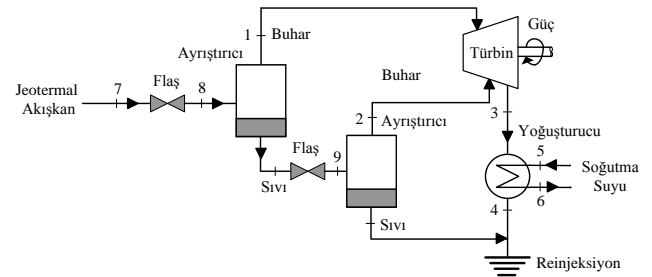 1
Buhar
Güç
Ayrıştırıcı
Türbin
7
Flaş
8
Jeotermal
Akışkan
Buhar
2
Ayrıştırıcı
3
Yoğuşturucu
Flaş
9
5
Soğutma
Suyu
6
Sıvı
4
Sıvı
Reinjeksiyon